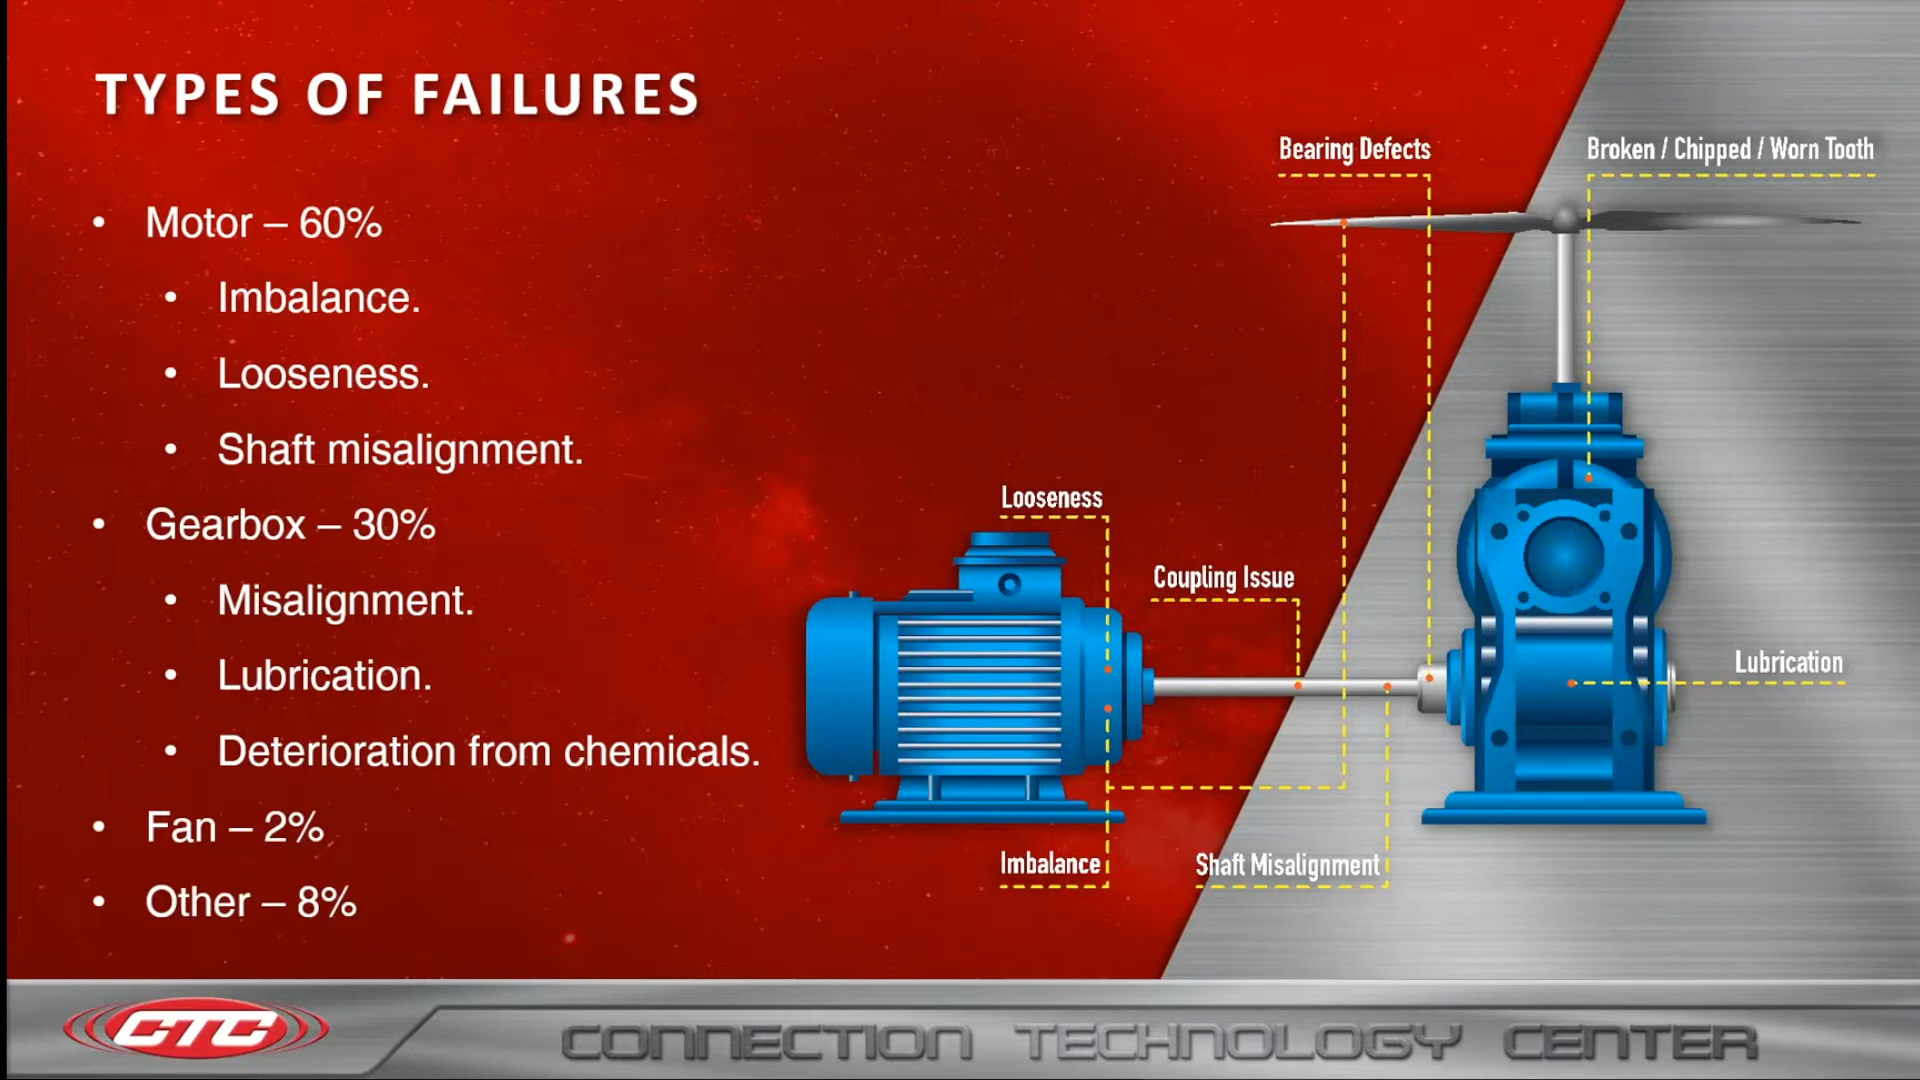 TYPES OF FAILURES
• Motor – 60%
• Imbalance.
• Looseness.
• Shaft misalignment.
• Gearbox – 30%
• Misalignment.
• Lubrication.
• Deterioration from chemicals.
• Fan – 2%
• Other – 8%
Bearing Defects
Broken / Chipped / Worn Tooth
Looseness
Coupling Issue
Lubrication
Imbalance
Shaft Misalignment
CTC
CONNECTION TECHNOLOGY CENTER